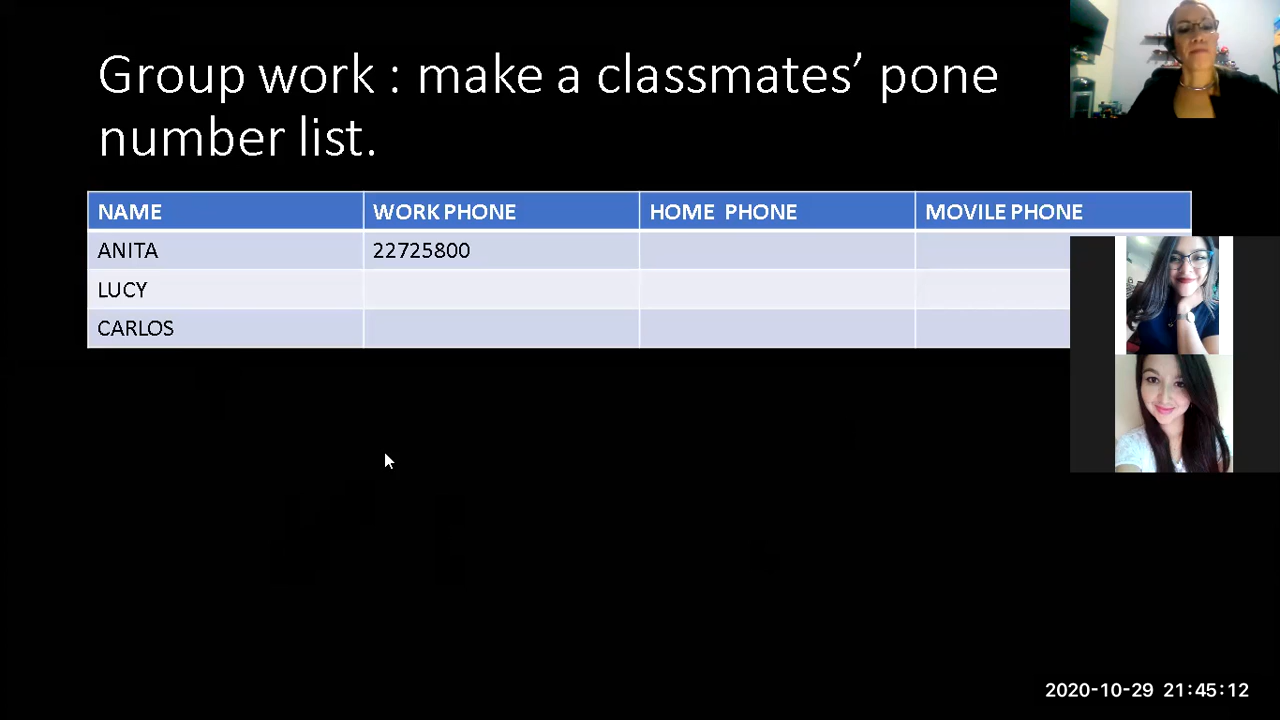 Group work : make a classmates’ pone
number list.
NAME WORK PHONE HOME PHONE MOVILE PHONE
ANITA 22725800
LUCY
CARLOS
2020-10-29 21:45:12